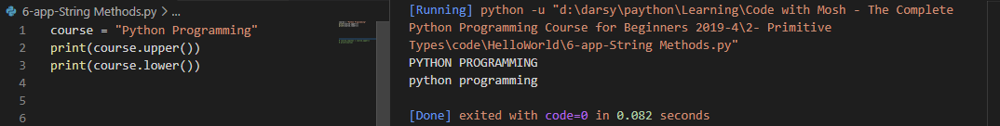 6-app-String Methods.py > ...
1 course = "Python Programming"
2 print(course.upper())
3 print(course.lower())
4
5
6
[Running] python -u "d:\darsy\paython\Learning\Code with Mosh - The Complete
Python Programming Course for Beginners 2019-4\2- Primitive
Types\code\HelloWorld\6-app-String Methods.py"
PYTHON PROGRAMMING
python programming
[Done] exited with code=0 in 0.082 seconds